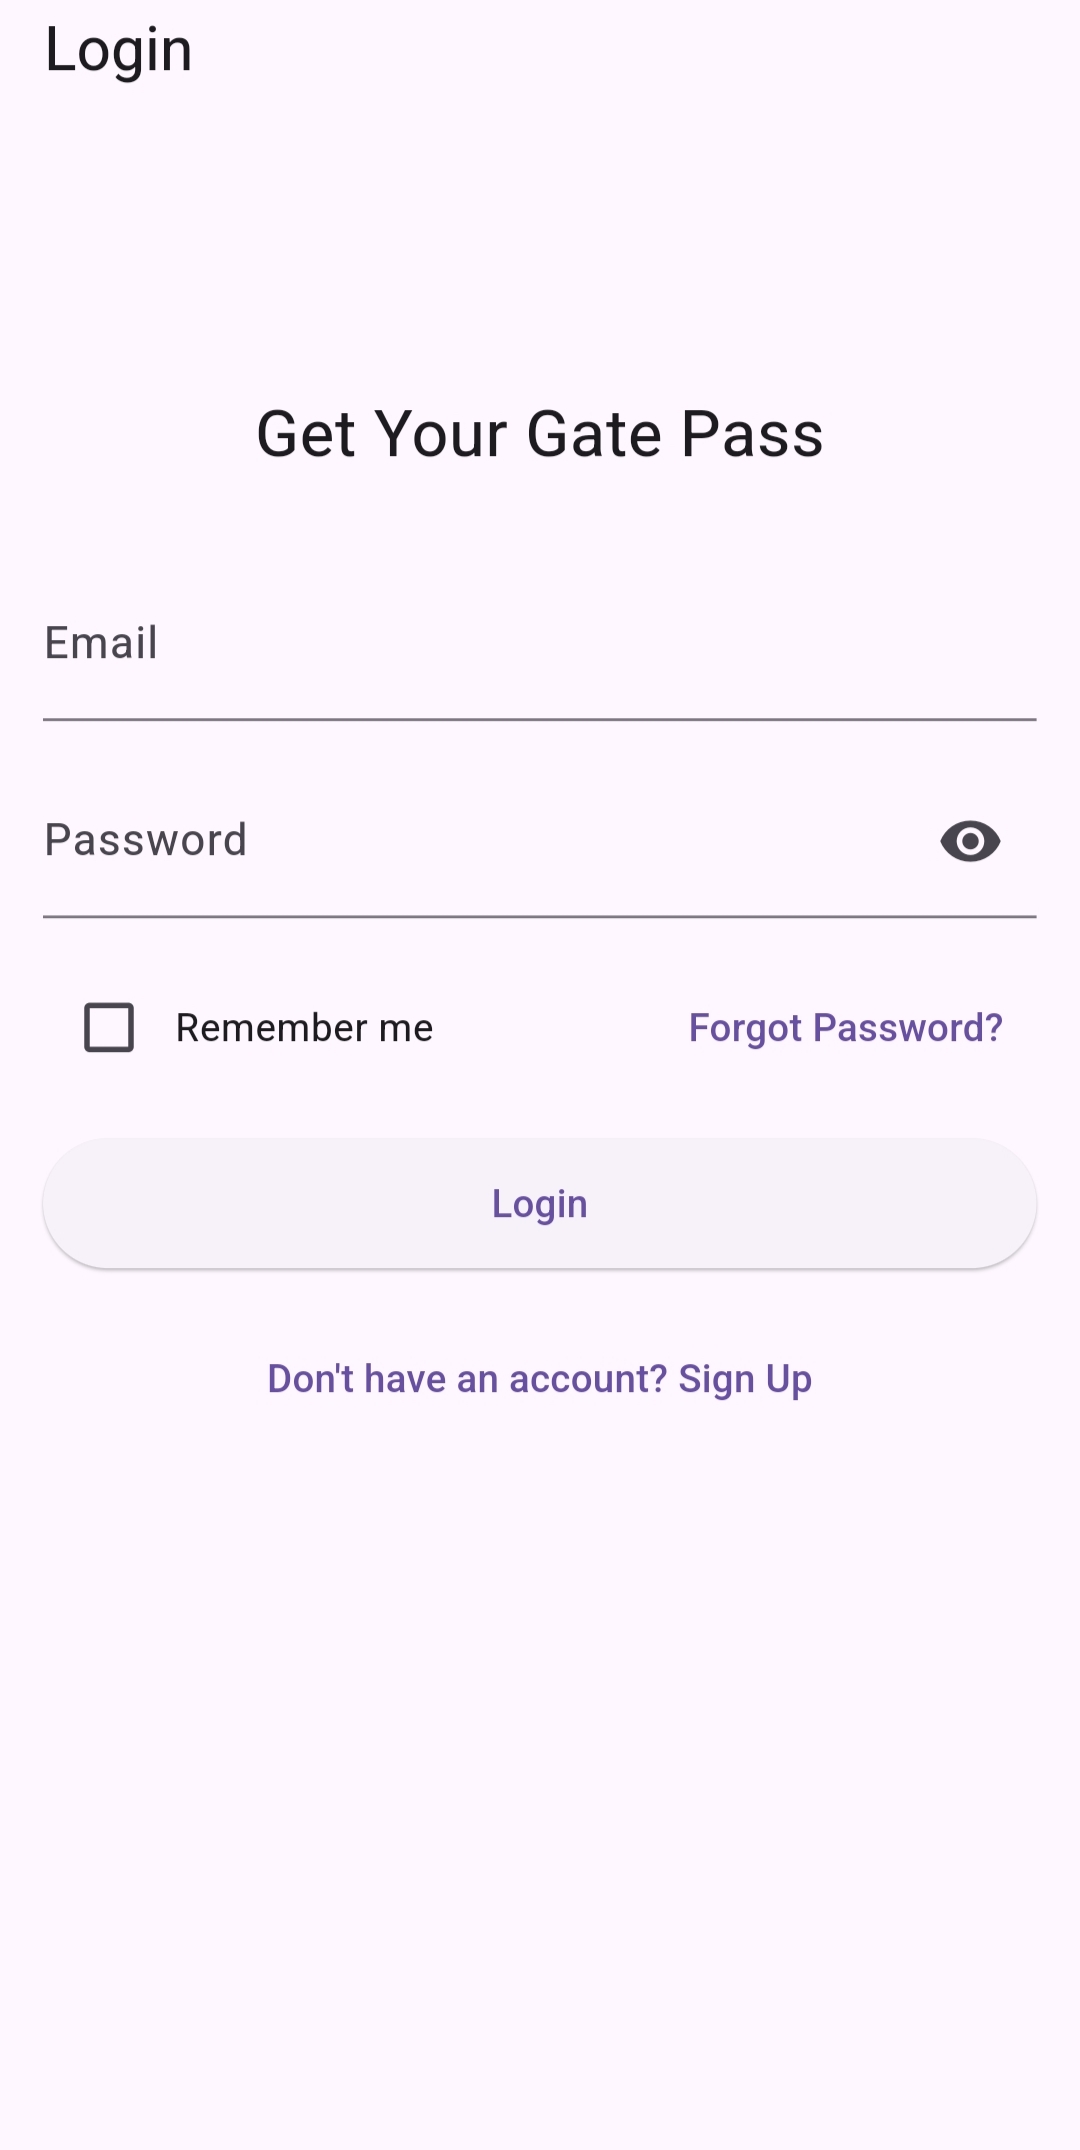 Login
Get Your Gate Pass
Email
Password
Remember me
Forgot Password?
Login
Don't have an account? Sign Up